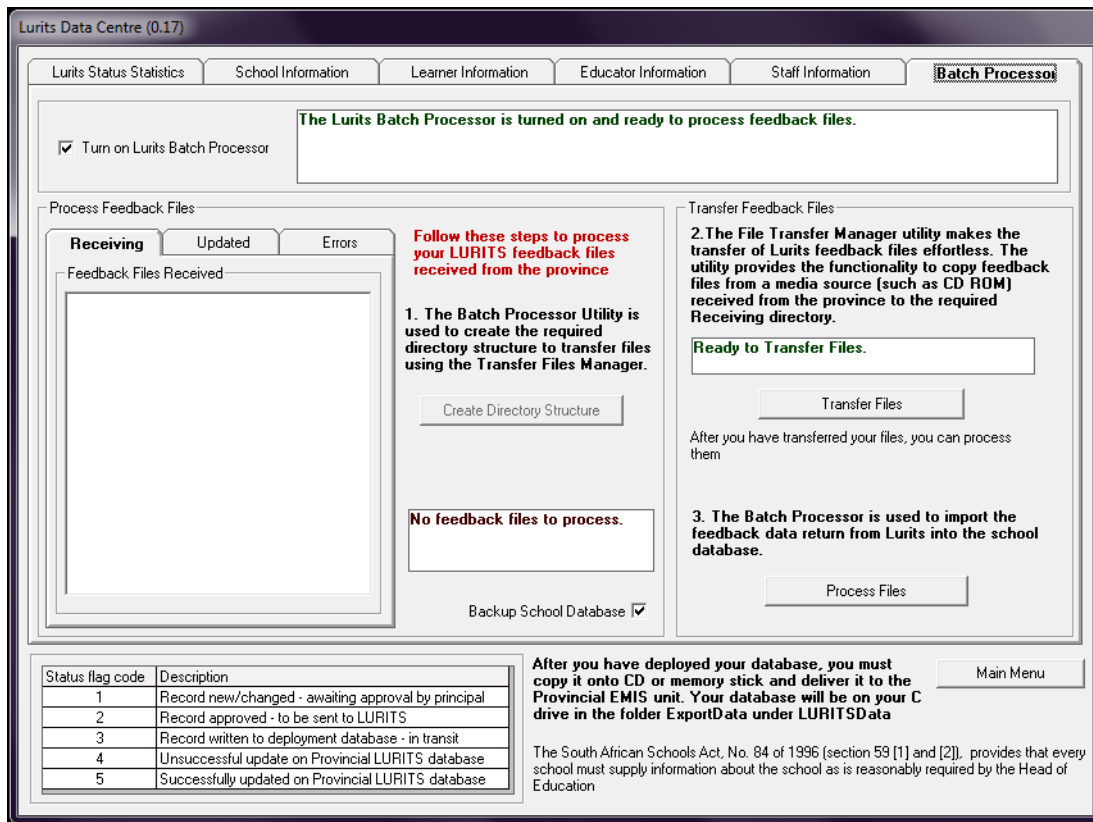 Lurits Data Centre (0.17)
Lurits Status Statistics
School Information
Learner Information
Educator Information
Staff Information
Batch Processor
Turn on Lurits Batch Processor
The Lurits Batch Processor is turned on and ready to process feedback files.
Process Feedback Files
Receiving
Updated
Errors
Feedback Files Received
Follow these steps to process
your LURITS feedback files
received from the province
1. The Batch Processor Utility is
used to create the required
directory structure to transfer files
using the Transfer Files Manager.
Create Directory Structure
No feedback files to process.
Backup School Database
Transfer Feedback Files
2.The File Transfer Manager utility makes the
transfer of Lurits feedback files effortless. The
utility provides the functionality to copy feedback
files from a media source (such as CD ROM)
received from the province to the required
Receiving directory.
Ready to Transfer Files.
Transfer Files
After you have transferred your files, you can process
them
3. The Batch Processor is used to import the
feedback data return from Lurits into the school
database.
Process Files
Status flag code Description
1 Record new/changed - awaiting approval by principal
2 Record approved - to be sent to LURITS
3 Record written to deployment database - in transit
4 Unsuccessful update on Provincial LURITS database
5 Successfully updated on Provincial LURITS database
After you have deployed your database, you must
copy it onto CD or memory stick and deliver it to the
Provincial EMIS unit. Your database will be on your C
drive in the folder ExportData under LURITSData
Main Menu
The South African Schools Act, No. 84 of 1996 (section 59 [1] and [2]), provides that every
school must supply information about the school as is reasonably required by the Head of
Education